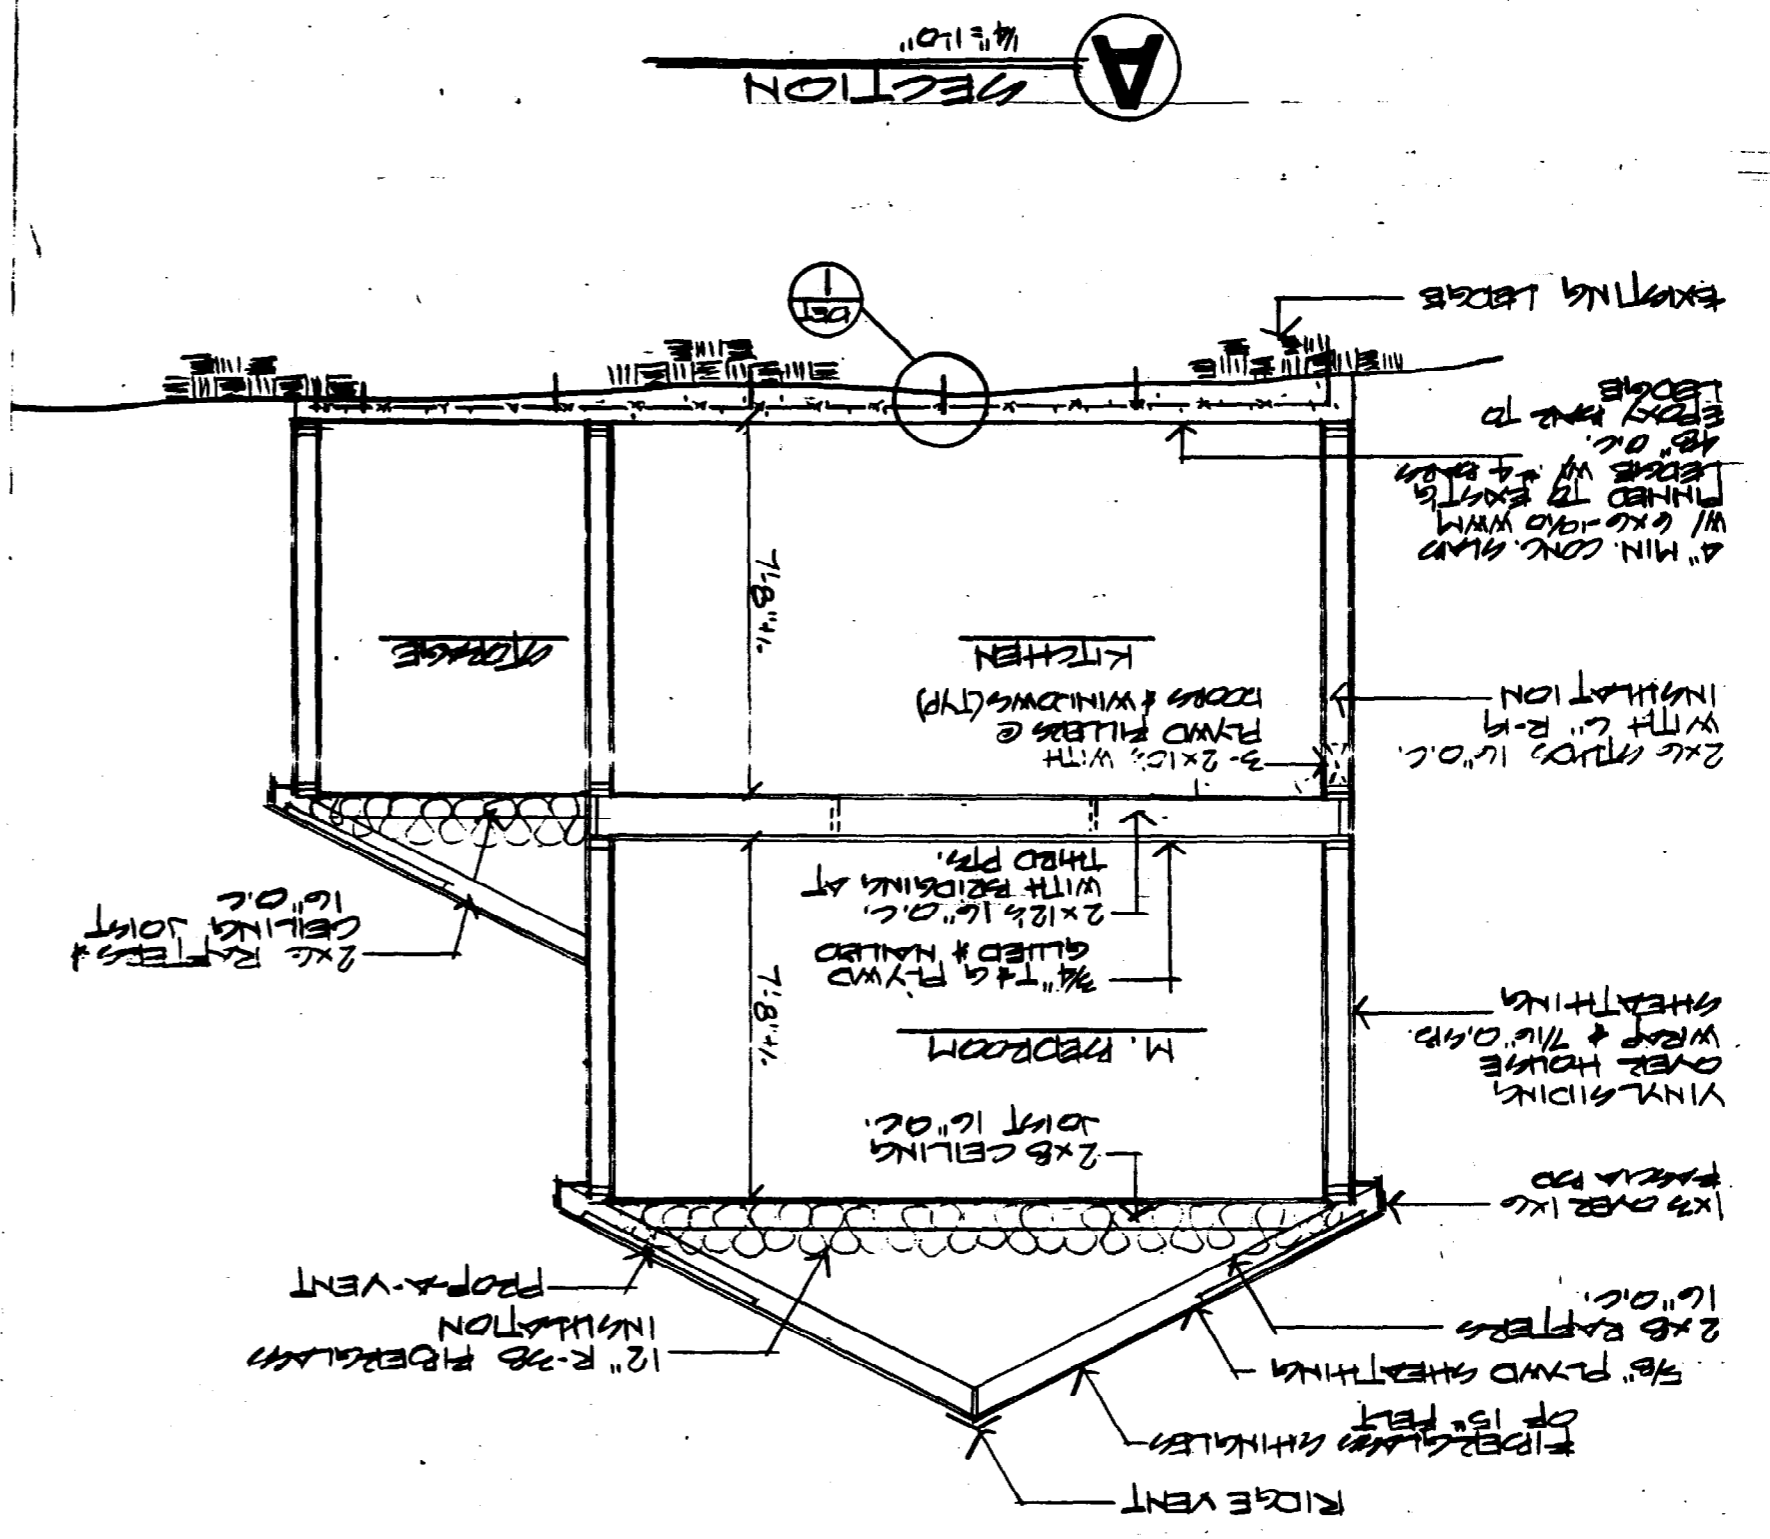 RIDGE VENT
FIBERGLASS SHINGLES
OF 15# FELT
5/8" PLYWD SHEATHING
2x8 RAFTERS
16" O.C.
1x3 OVER 1x6
FASCIA BD
VINYL SIDING
OVER HOUSE
WRAP & 7/16" O.S.B.
SHEATHING
2x6 STUDS 16" O.C.
WITH 6" R-19
INSULATION
4" MIN. CONC. SLAB
W/ 6x6-10/10 WWM
PINNED TO EXST'G
LEDGE W/ #4 BARS
48" O.C.
EPOXY
LEDGE
EXISTING LEDGE
12" R-38 FIBERGLASS
INSULATION
PROP-A-VENT
2x8 CEILING
JOIST 16" O.C.
M. BEDROOM
7'-8" +/-
3/4" T&G PLYWD
GLUED & NAILED
2x12's 16" O.C.
WITH BRIDGING AT
THIRD PTS.
2x6 RAFTERS &
CEILING JOIST
16" O.C.
3-2x10's WITH
PLYWD FILLERS @
DOORS & WINDOWS (TYP)
KITCHEN
7'-8" +/-
STORAGE
DET
1
A
SECTION
1/4"=1'-0"